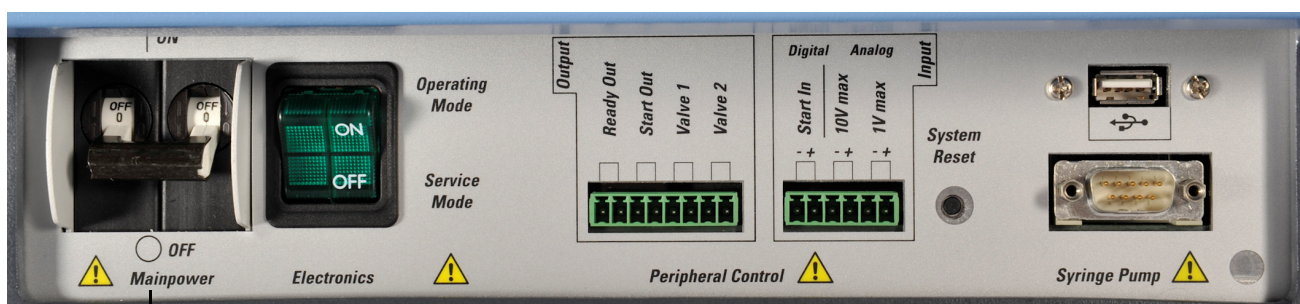 ON
OFF
0
OFF
0
OFF
Mainpower
ON
OFF
Electronics
Operating
Mode
Service
Mode
Output
Ready Out
Start Out
Valve 1
Valve 2
Digital Analog
Input
Start In
10V max
1V max
- + - + - +
Peripheral Control
System
Reset
Syringe Pump